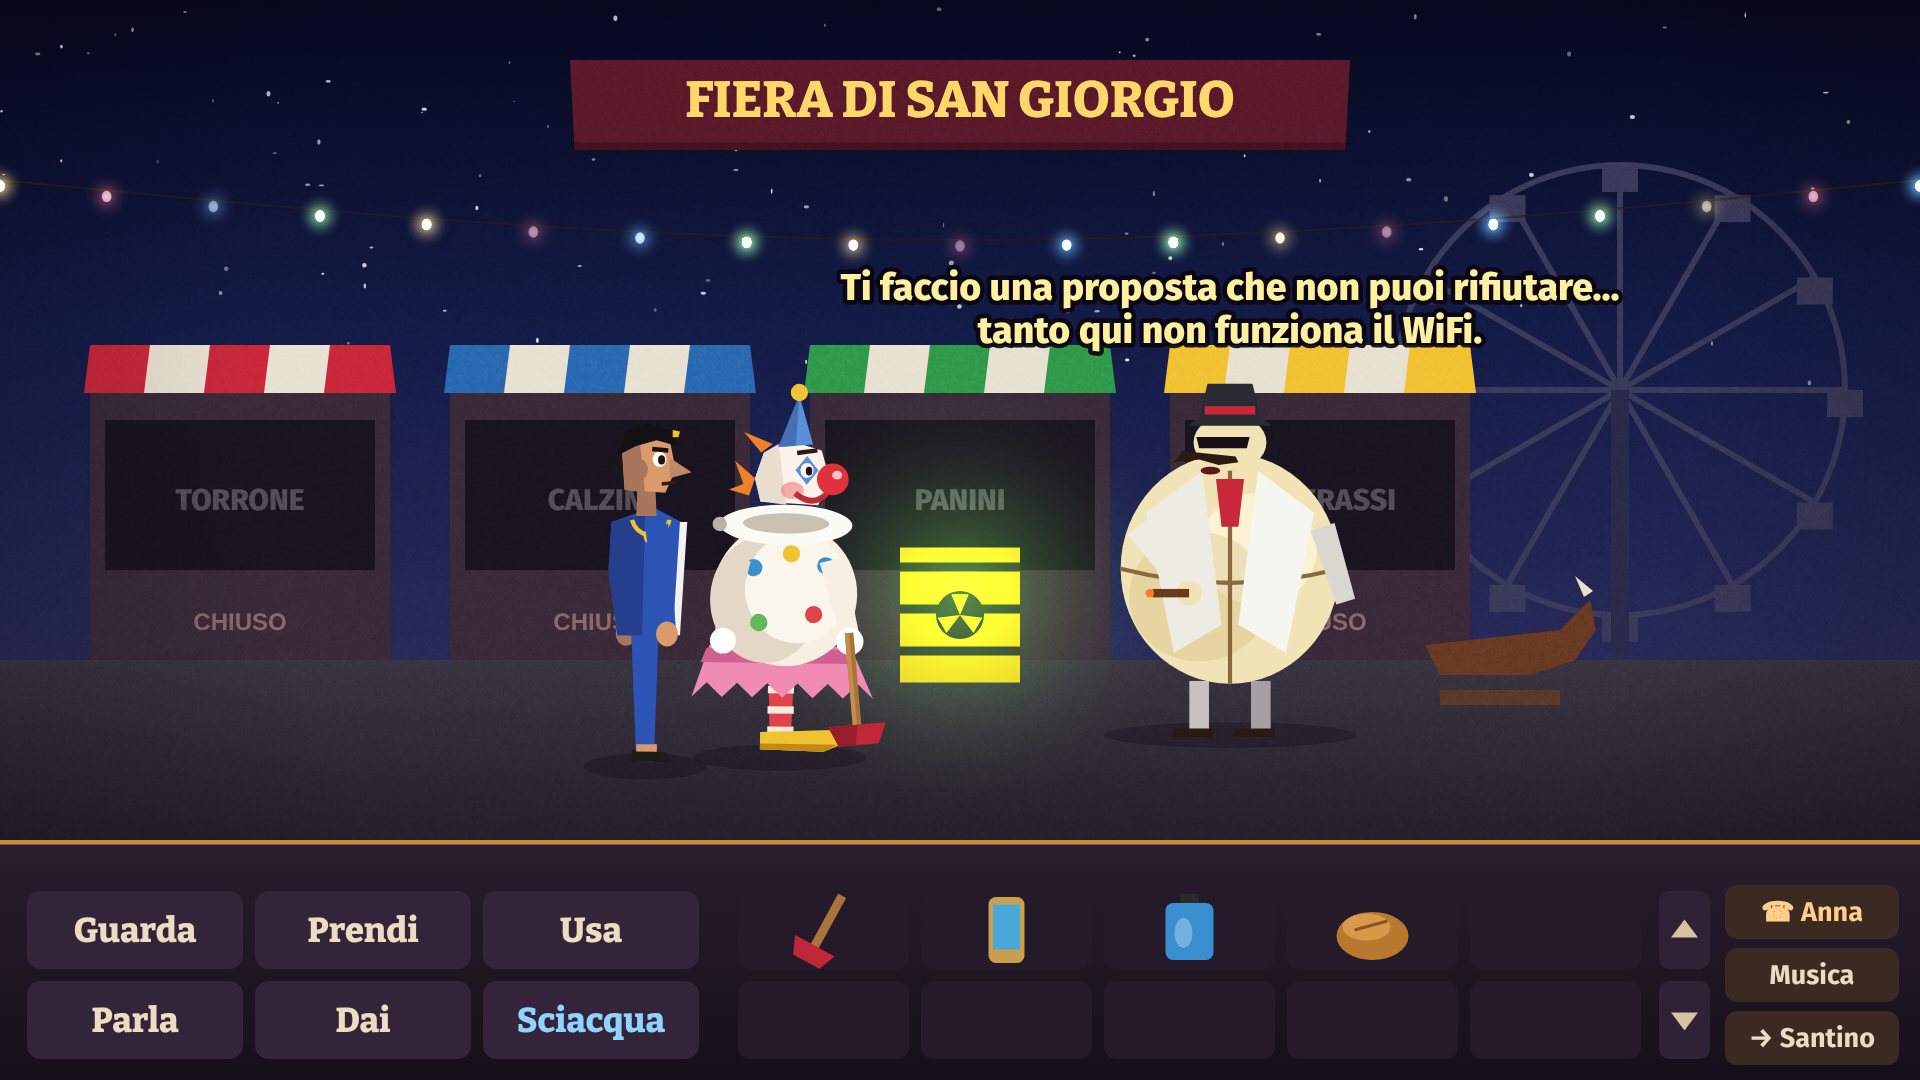 FIERA DI SAN GIORGIO
Ti faccio una proposta che non puoi rifiutare...
tanto qui non funziona il WiFi.
TORRONE
PANINI
CHIUSO
Guarda
Prendi
Usa
Parla
Dai
Sciacqua
☎ Anna
Musica
→ Santino